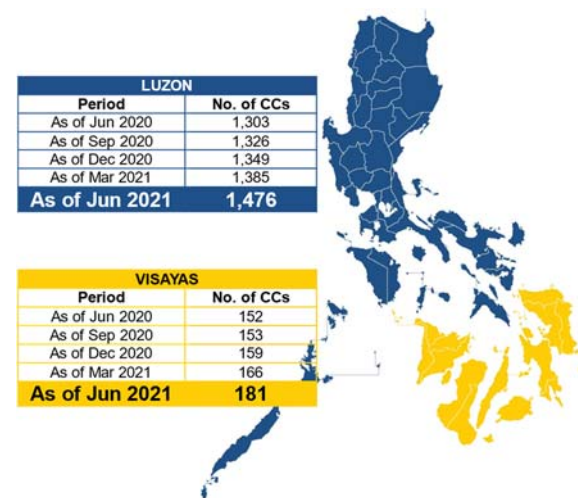 LUZON
Period No. of CCs
As of Jun 2020 1,303
As of Sep 2020 1,326
As of Dec 2020 1,349
As of Mar 2021 1,385
As of Jun 2021 1,476
VISAYAS
Period No. of CCs
As of Jun 2020 152
As of Sep 2020 153
As of Dec 2020 159
As of Mar 2021 166
As of Jun 2021 181